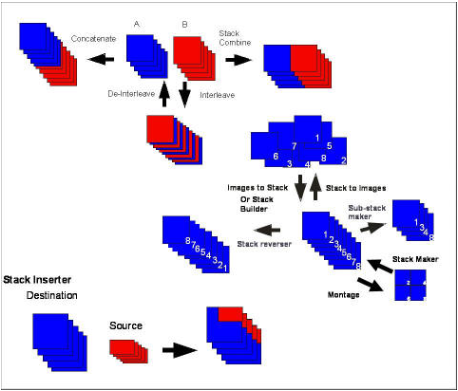 A
B
Concatenate
Stack
Combine
De-Interleave
Interleave
1
7
5
6
3
4
8
2
Images to Stack
Or Stack
Builder
Stack to Images
Sub-stack
maker
1
3
4
8
7
6
5
4
3
2
1
Stack reverser
1
2
3
4
5
6
7
8
Stack Maker
Montage
Stack Inserter
Destination
Source